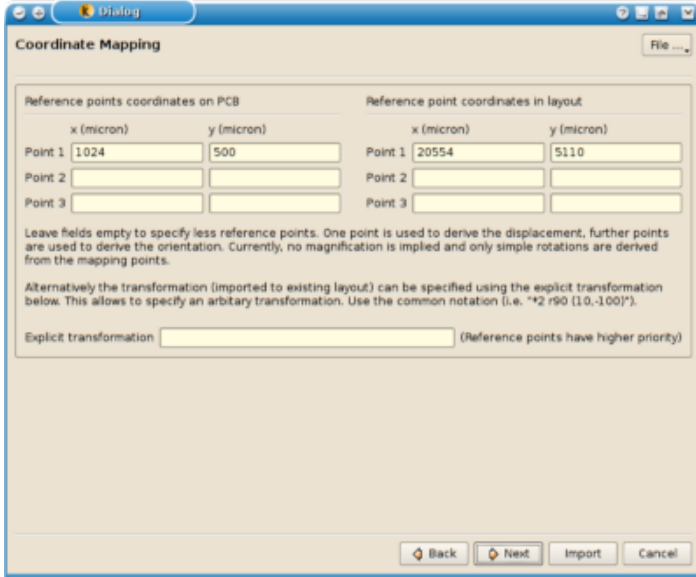 Dialog
Coordinate Mapping
File ...
Reference points coordinates on PCB
Reference point coordinates in layout
x (micron) y (micron) x (micron) y (micron)
Point 1 1024 500 Point 1 20554 5110
Point 2 Point 2
Point 3 Point 3
Leave fields empty to specify less reference points. One point is used to derive the displacement, further points
are used to derive the orientation. Currently, no magnification is implied and only simple rotations are derived
from the mapping points.
Alternatively the transformation (imported to existing layout) can be specified using the explicit transformation
below. This allows to specify an arbitary transformation. Use the common notation (i.e. "*2 r90 (10,-100)").
Explicit transformation (Reference points have higher priority)
Back Next Import Cancel